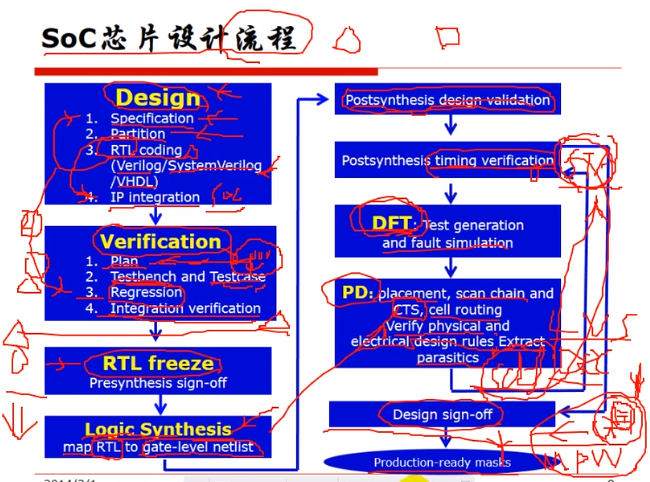 SoC芯片设计流程
Design
1. Specification
2. Partition
3. RTL coding
(Verilog/SystemVerilog
/VHDL)
4. IP integration
Verification
1. Plan
2. Testbench and Testcase
3. Regression
4. Integration verification
RTL freeze
Presynthesis sign-off
Logic Synthesis
map RTL to gate-level netlist
Postsynthesis design validation
Postsynthesis timing verification
DFT: Test generation
and fault simulation
PD: placement, scan chain and
CTS, cell routing
Verify physical and
electrical design rules Extract
parasitics
Design sign-off
Production-ready masks
MPW